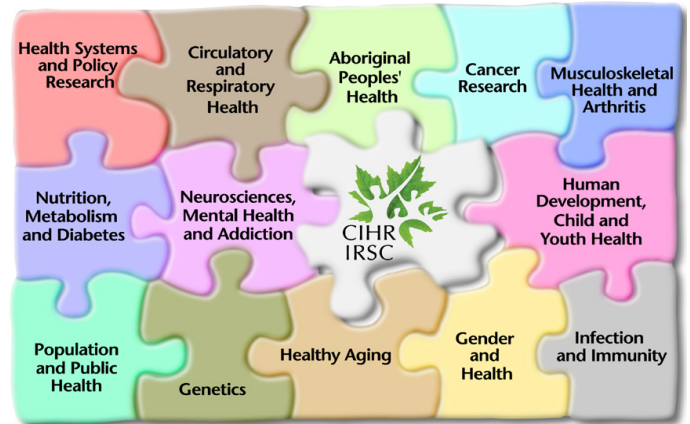 Health Systems
and Policy
Research
Circulatory
and
Respiratory
Health
Aboriginal
Peoples'
Health
Cancer
Research
Musculoskeletal
Health and
Arthritis
Nutrition,
Metabolism
and Diabetes
Neurosciences,
Mental Health
and Addiction
CIHR
IRSC
Human
Development,
Child and
Youth Health
Population
and Public
Health
Genetics
Healthy Aging
Gender
and
Health
Infection
and Immunity